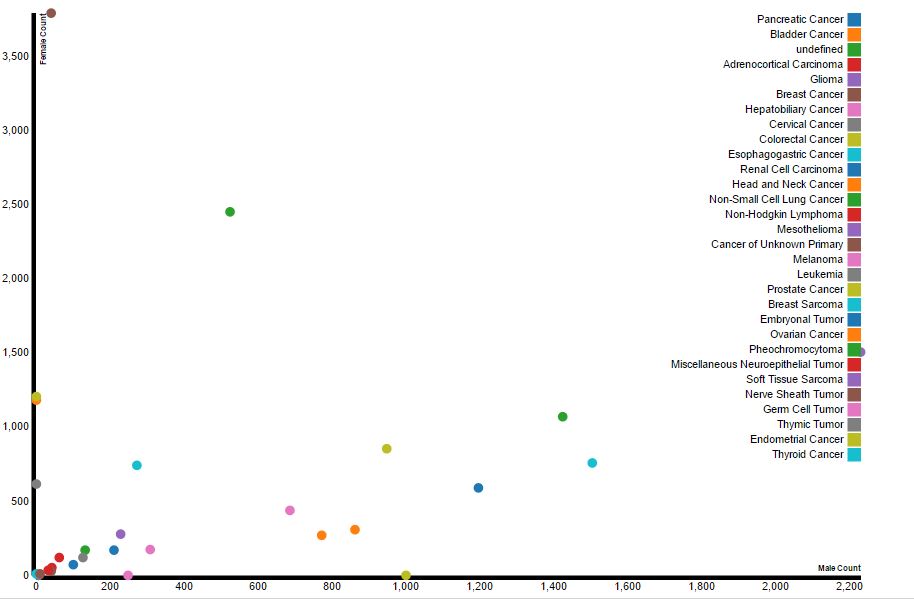 Female Count
3,500
3,000
2,500
2,000
1,500
1,000
500
0
Pancreatic Cancer
Bladder Cancer
undefined
Adrenocortical Carcinoma
Glioma
Breast Cancer
Hepatobiliary Cancer
Cervical Cancer
Colorectal Cancer
Esophagogastric Cancer
Renal Cell Carcinoma
Head and Neck Cancer
Non-Small Cell Lung Cancer
Non-Hodgkin Lymphoma
Mesothelioma
Cancer of Unknown Primary
Melanoma
Leukemia
Prostate Cancer
Breast Sarcoma
Embryonal Tumor
Ovarian Cancer
Pheochromocytoma
Miscellaneous Neuroepithelial Tumor
Soft Tissue Sarcoma
Nerve Sheath Tumor
Germ Cell Tumor
Thymic Tumor
Endometrial Cancer
Thyroid Cancer
Male Count
0 200 400 600 800 1,000 1,200 1,400 1,600 1,800 2,000 2,200